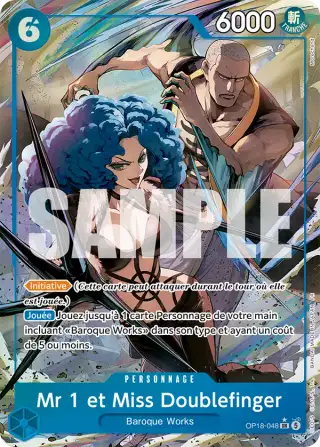 6
6000
斬
TRANCHE
SAMPLE
Initiative (Cette carte peut attaquer durant le tour où elle
est jouée.)
Jouée Jouez jusqu'à 1 carte Personnage de votre main
incluant «Baroque Works» dans son type et ayant un coût
de 5 ou moins.
PERSONNAGE
Mr 1 et Miss Doublefinger
Baroque Works
OP18-048 5